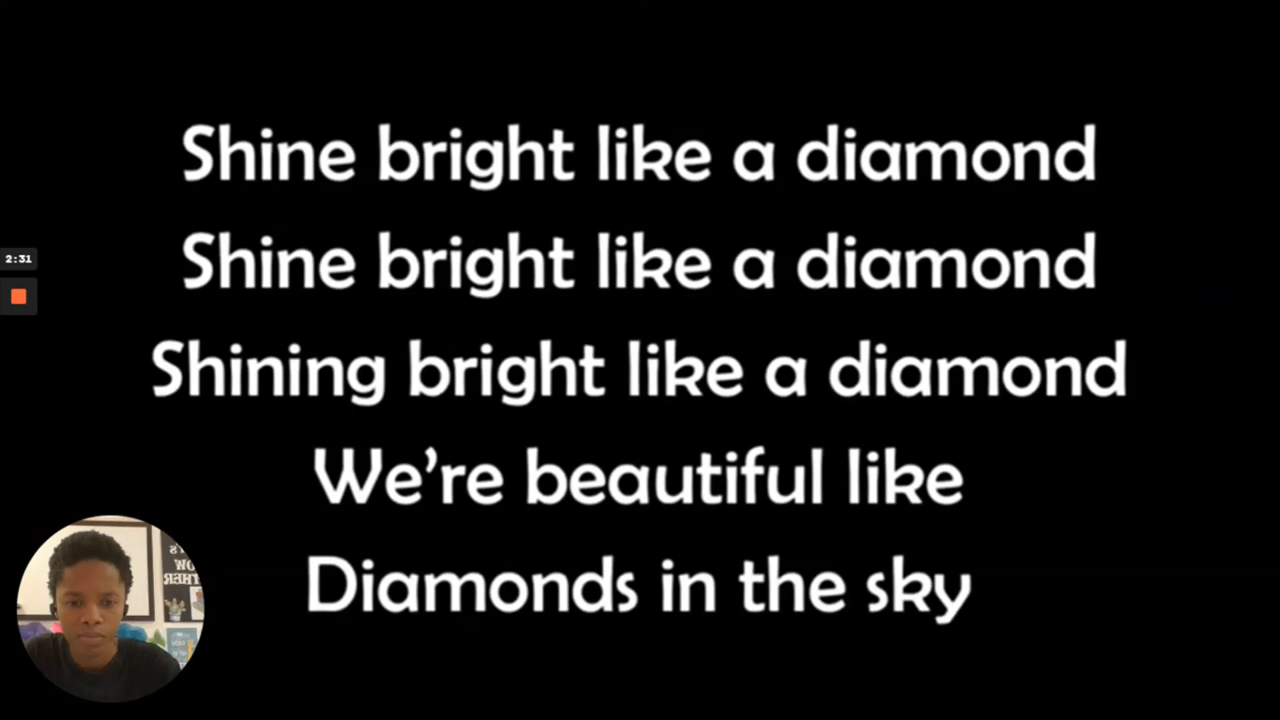 Shine bright like a diamond
Shine bright like a diamond
2:31
Shining bright like a diamond
We’re beautiful like
Diamonds in the sky